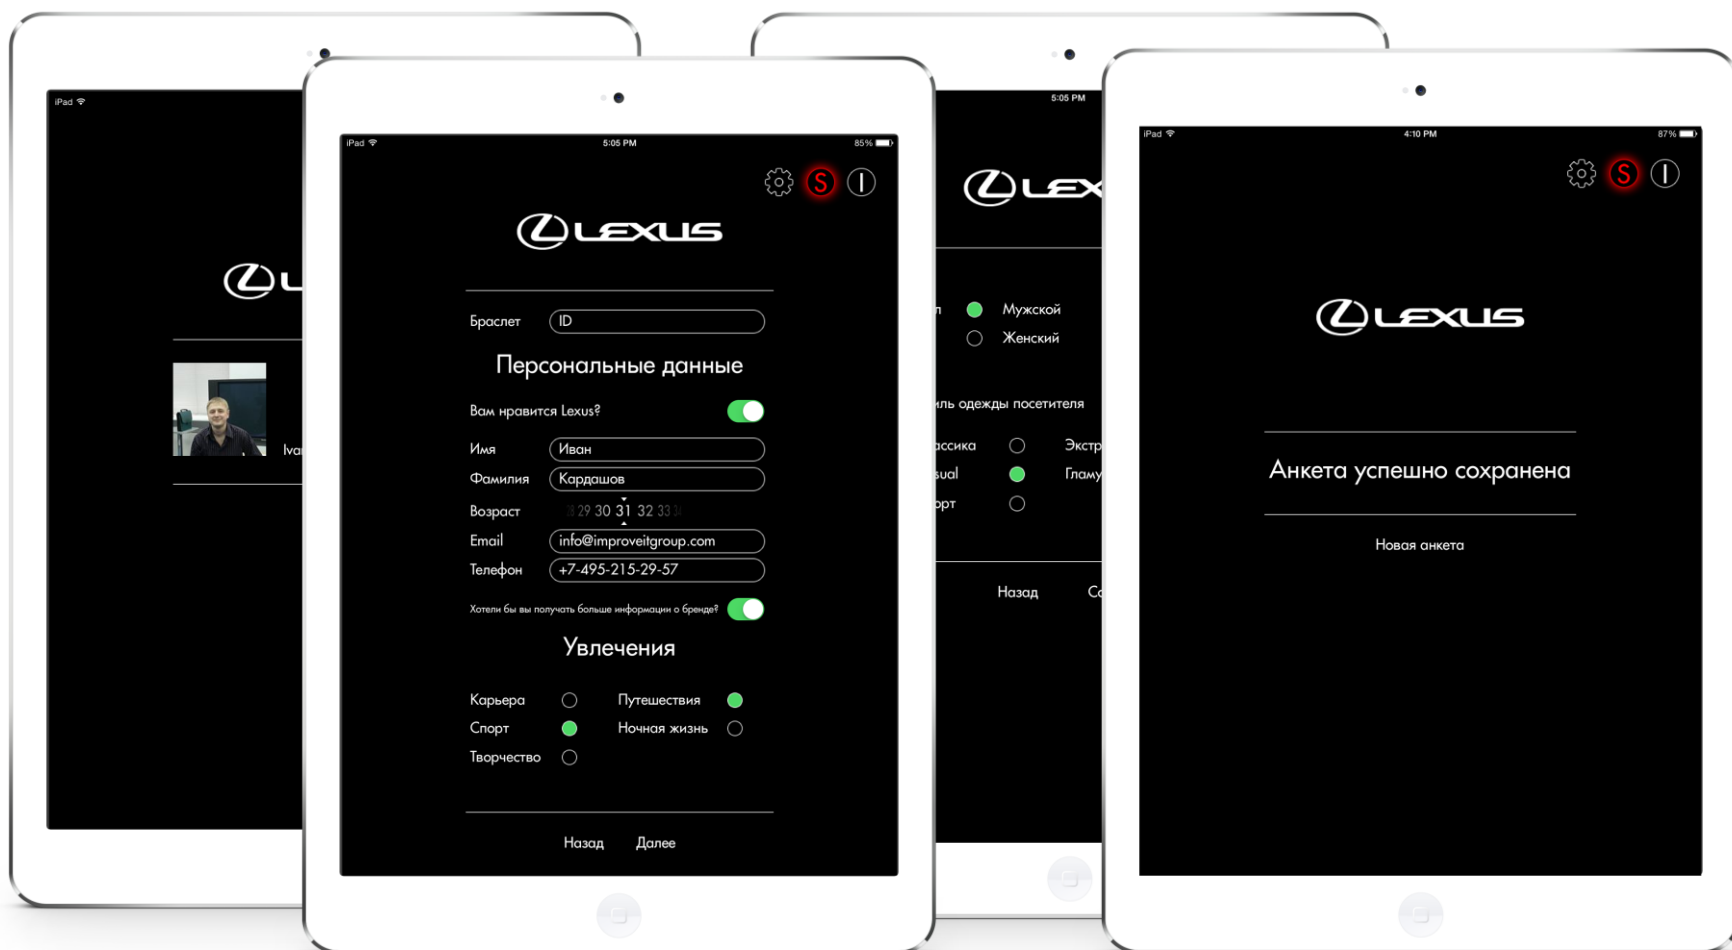 iPad
Iva
iPad 5:05 PM 85%
S I
LEXUS
Браслет ID
Персональные данные
Вам нравится Lexus?
Имя Иван
Фамилия Кардашов
Возраст 29 30 31 32 33
Email info@improveitgroup.com
Телефон +7-495-215-29-57
Хотели бы вы получать больше информации о бренде?
Увлечения
Карьера Путешествия
Спорт Ночная жизнь
Творчество
Назад Далее
5:05 PM
LEX
Мужской
Женский
иль одежды посетителя
ассика Экстр
sual Гламу
орт
Назад Со
iPad 4:10 PM 87%
S I
LEXUS
Анкета успешно сохранена
Новая анкета